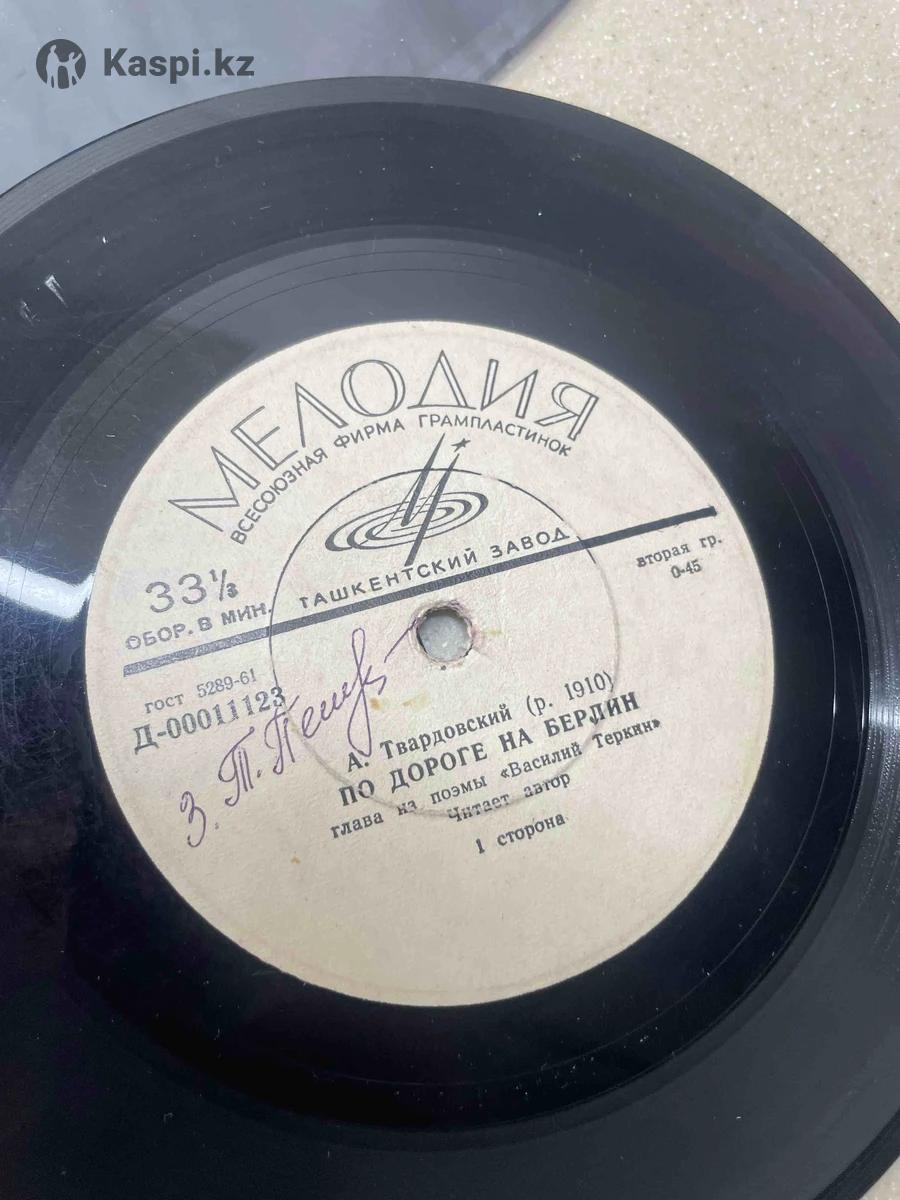 Kaspi.kz
МЕЛОДИЯ
ВСЕСОЮЗНАЯ ФИРМА ГРАМПЛАСТИНОК
ТАШКЕНТСКИЙ ЗАВОД
33⅓
ОБОР. В МИН.
вторая гр.
0-45
гост 5289-61
Д-00011123
З. Т.
А. Твардовский (р. 1910)
ПО ДОРОГЕ НА БЕРЛИН
глава из поэмы «Василий Теркин»
Читает автор
1 сторона